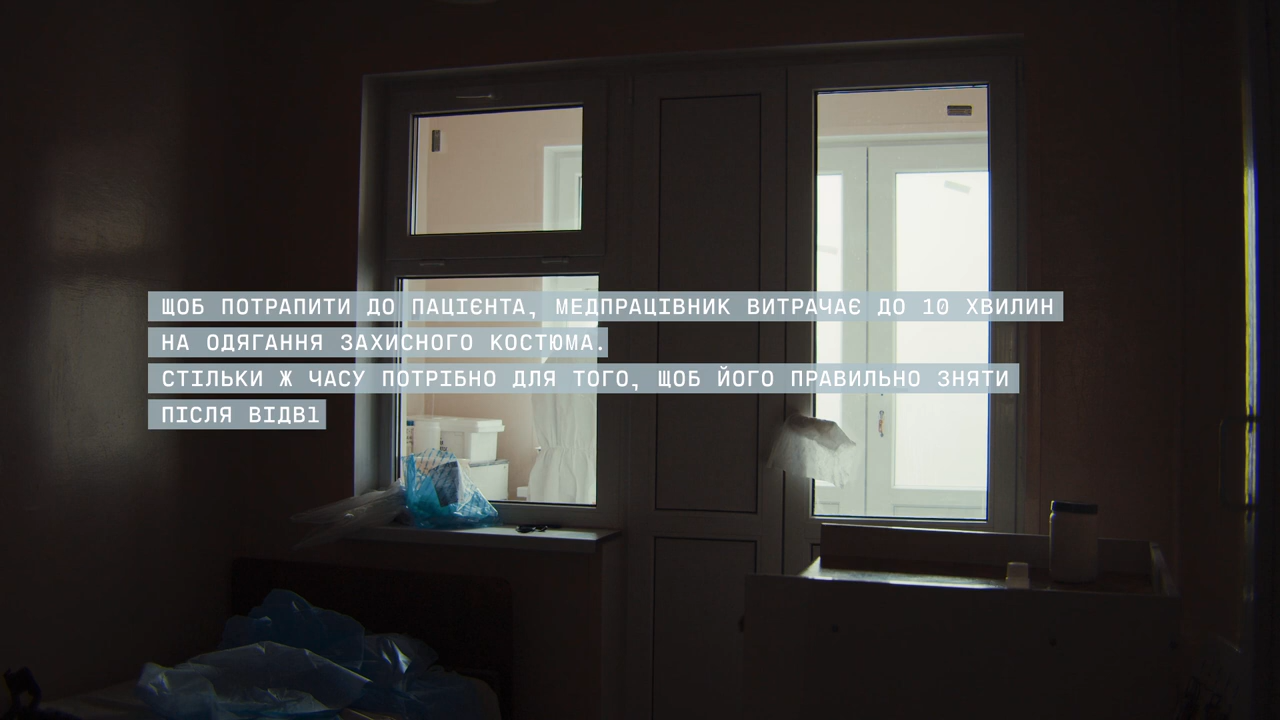 ЩОБ ПОТРАПИТИ ДО ПАЦІЄНТА, МЕДПРАЦІВНИК ВИТРАЧАЄ ДО 10 ХВИЛИН
НА ОДЯГАННЯ ЗАХИСНОГО КОСТЮМА.
СТІЛЬКИ Ж ЧАСУ ПОТРІБНО ДЛЯ ТОГО, ЩОБ ЙОГО ПРАВИЛЬНО ЗНЯТИ
ПІСЛЯ ВІДВ1